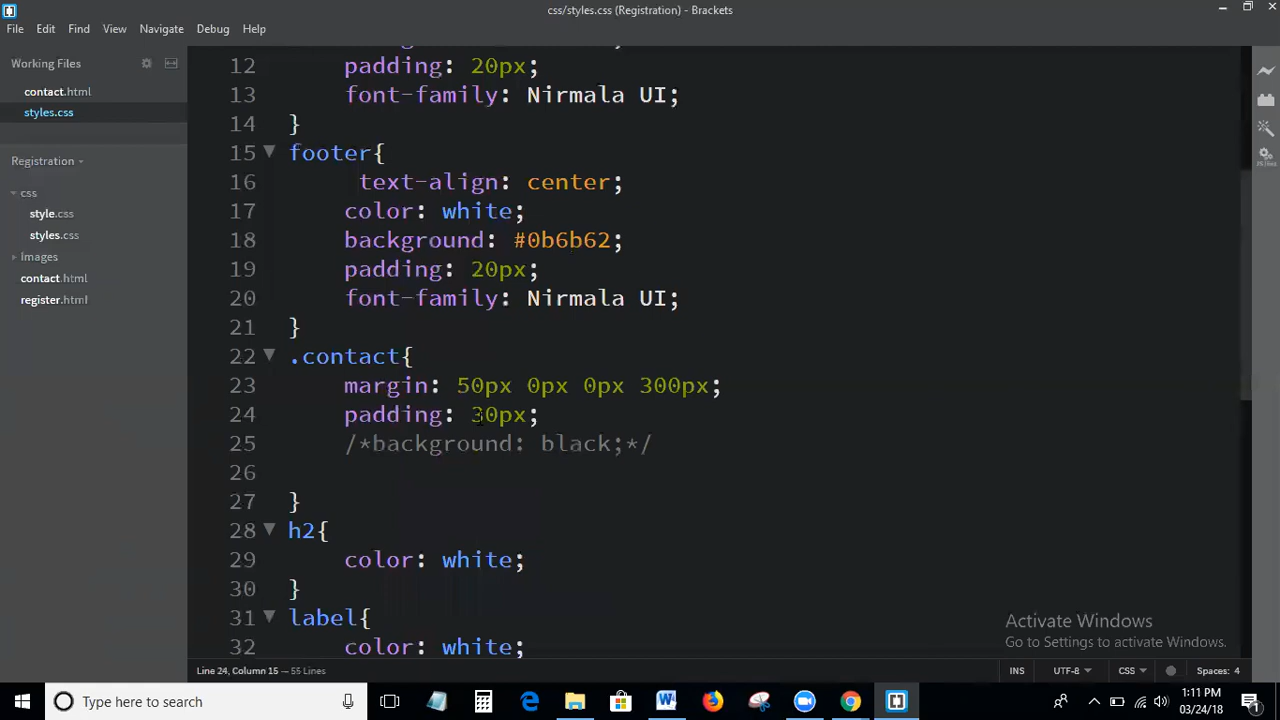 css/styles.css (Registration) - Brackets
File Edit Find View Navigate Debug Help
Working Files
contact.html
styles.css
Registration
css
style.css
styles.css
Images
contact.html
register.html
12 padding: 20px;
13 font-family: Nirmala UI;
14 }
15 footer{
16 text-align: center;
17 color: white;
18 background: #0b6b62;
19 padding: 20px;
20 font-family: Nirmala UI;
21 }
22 .contact{
23 margin: 50px 0px 0px 300px;
24 padding: 30px;
25 /*background: black;*/
26
27 }
28 h2{
29 color: white;
30 }
31 label{
32 color: white;
Activate Windows
Go to Settings to activate Windows.
Line 24, Column 15 — 55 Lines
INS UTF-8 CSS Spaces: 4
Type here to search
1:11 PM
03/24/18